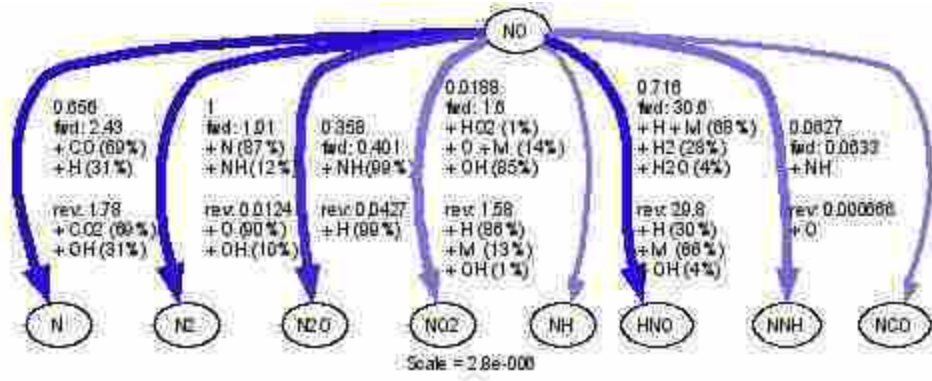 NO
0.656
fwd: 2.43
+ CO (69%)
+ H (31%)
rev: 1.78
+ CO2 (69%)
+ OH (31%)
1
fwd: 1.01
+ N (87%)
+ NH (12%)
rev: 0.0124
+ O (90%)
+ OH (10%)
0.358
fwd: 0.401
+ NH (99%)
rev: 0.0427
+ H (99%)
0.0188
fwd: 1.6
+ HO2 (1%)
+ O + M (14%)
+ OH (85%)
rev: 1.58
+ H (86%)
+ M (13%)
+ OH (1%)
0.716
fwd: 30.6
+ H + M (68%)
+ H2 (28%)
+ H2O (4%)
rev: 29.8
+ H (30%)
+ M (66%)
+ OH (4%)
0.0627
fwd: 0.0633
+ NH
rev: 0.000666
+ O
N
N2
N2O
NO2
NH
HNO
NNH
NCO
Scale = 2.8e-006